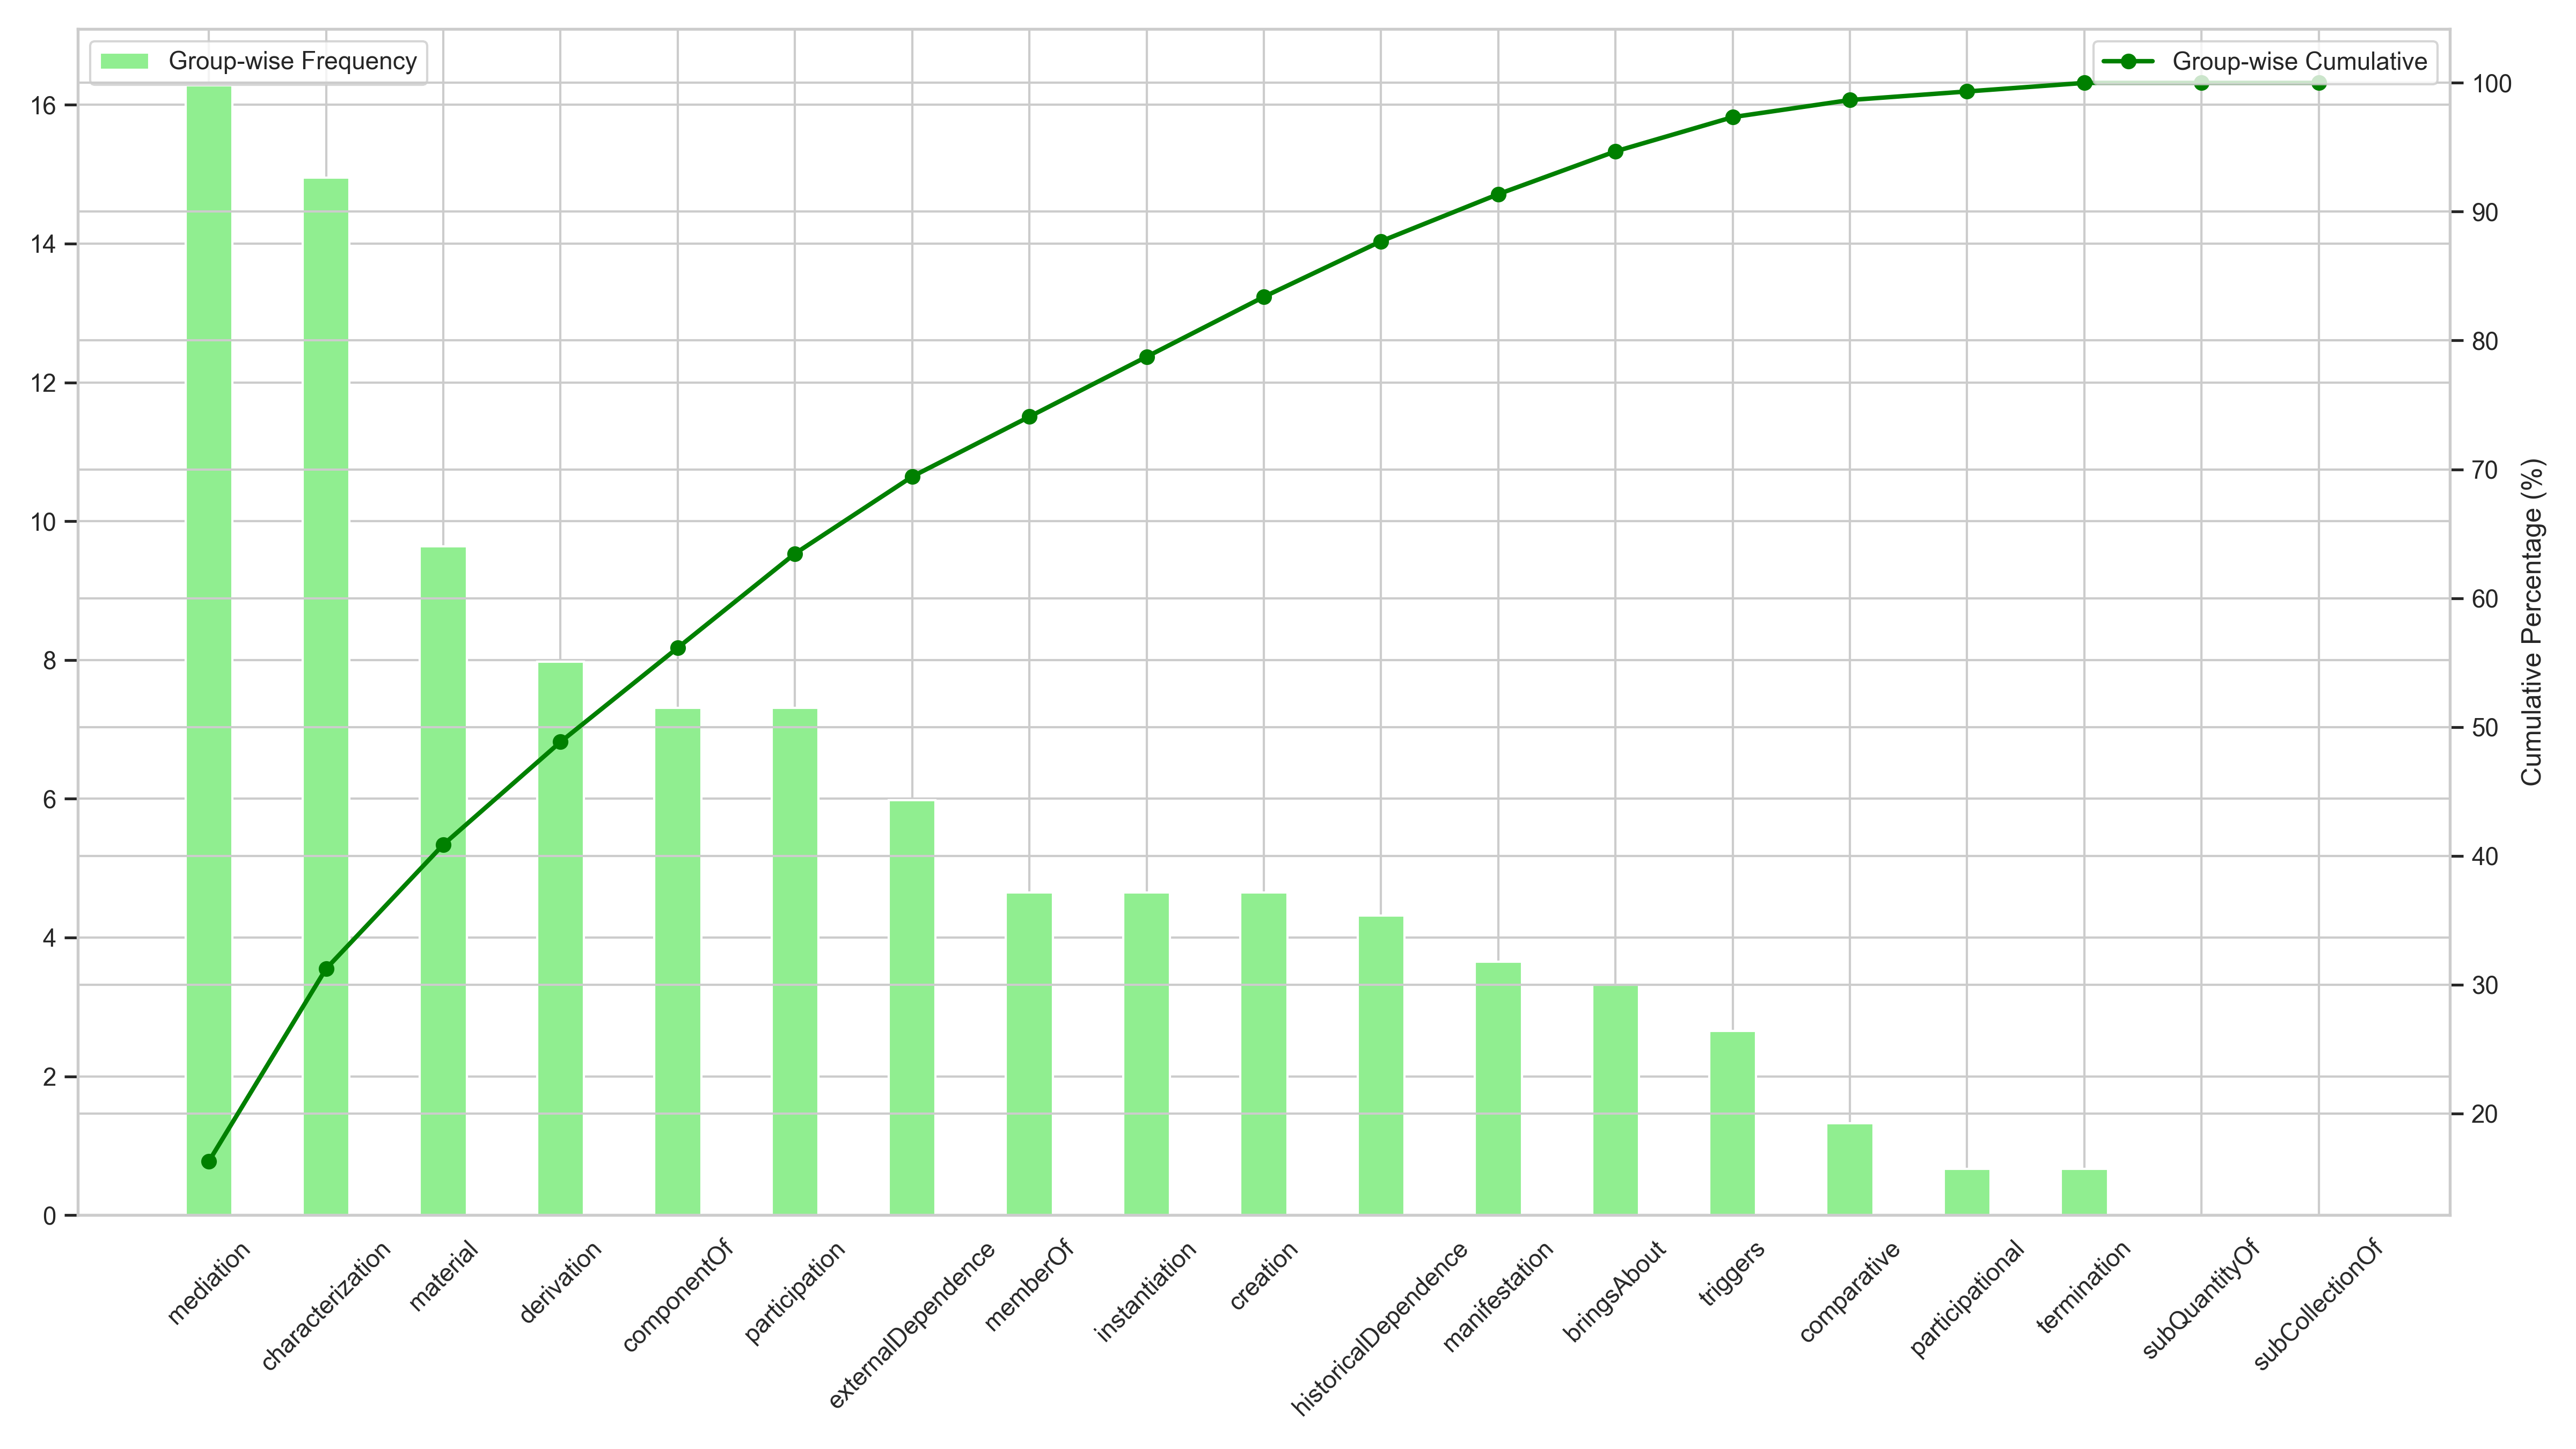 Group-wise Frequency
Group-wise Cumulative
16
14
12
10
8
6
4
2
0
100
90
80
70
60
50
40
30
20
Cumulative Percentage (%)
mediation
characterization
material
derivation
componentOf
participation
externalDependence
memberOf
instantiation
creation
historicalDependence
manifestation
bringsAbout
triggers
comparative
participational
termination
subQuantityOf
subCollectionOf